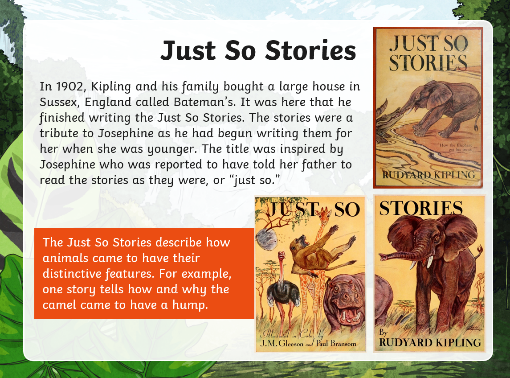 Just So Stories
In 1902, Kipling and his family bought a large house in
Sussex, England called Bateman's. It was here that he
finished writing the Just So Stories. The stories were a
tribute to Josephine as he had begun writing them for
her when she was younger. The title was inspired by
Josephine who was reported to have told her father to
read the stories as they were, or "just so."
The Just So Stories describe how
animals came to have their
distinctive features. For example,
one story tells how and why the
camel came to have a hump.
JUST SO
STORIES
RUDYARD KIPLING
JUST SO
J.M. Gleeson and Paul Bransom
STORIES
By
RUDYARD KIPLING